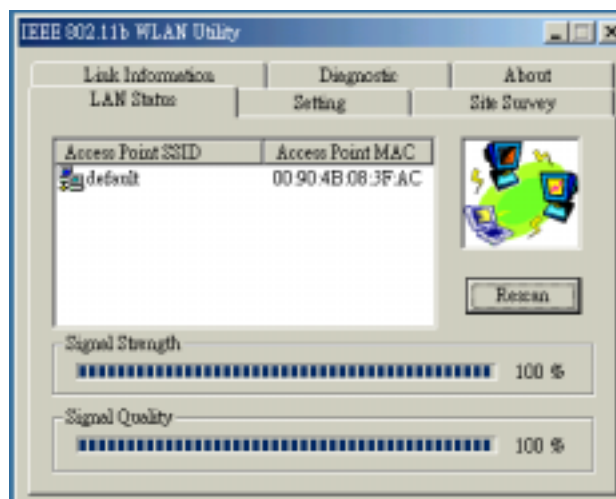 IEEE 802.11b WLAN Utility
Link Information Diagnostic About
LAN Status Setting Site Survey
Access Point SSID Access Point MAC
default 00:90:4B:08:3F:AC
Rescan
Signal Strength
100 %
Signal Quality
100 %